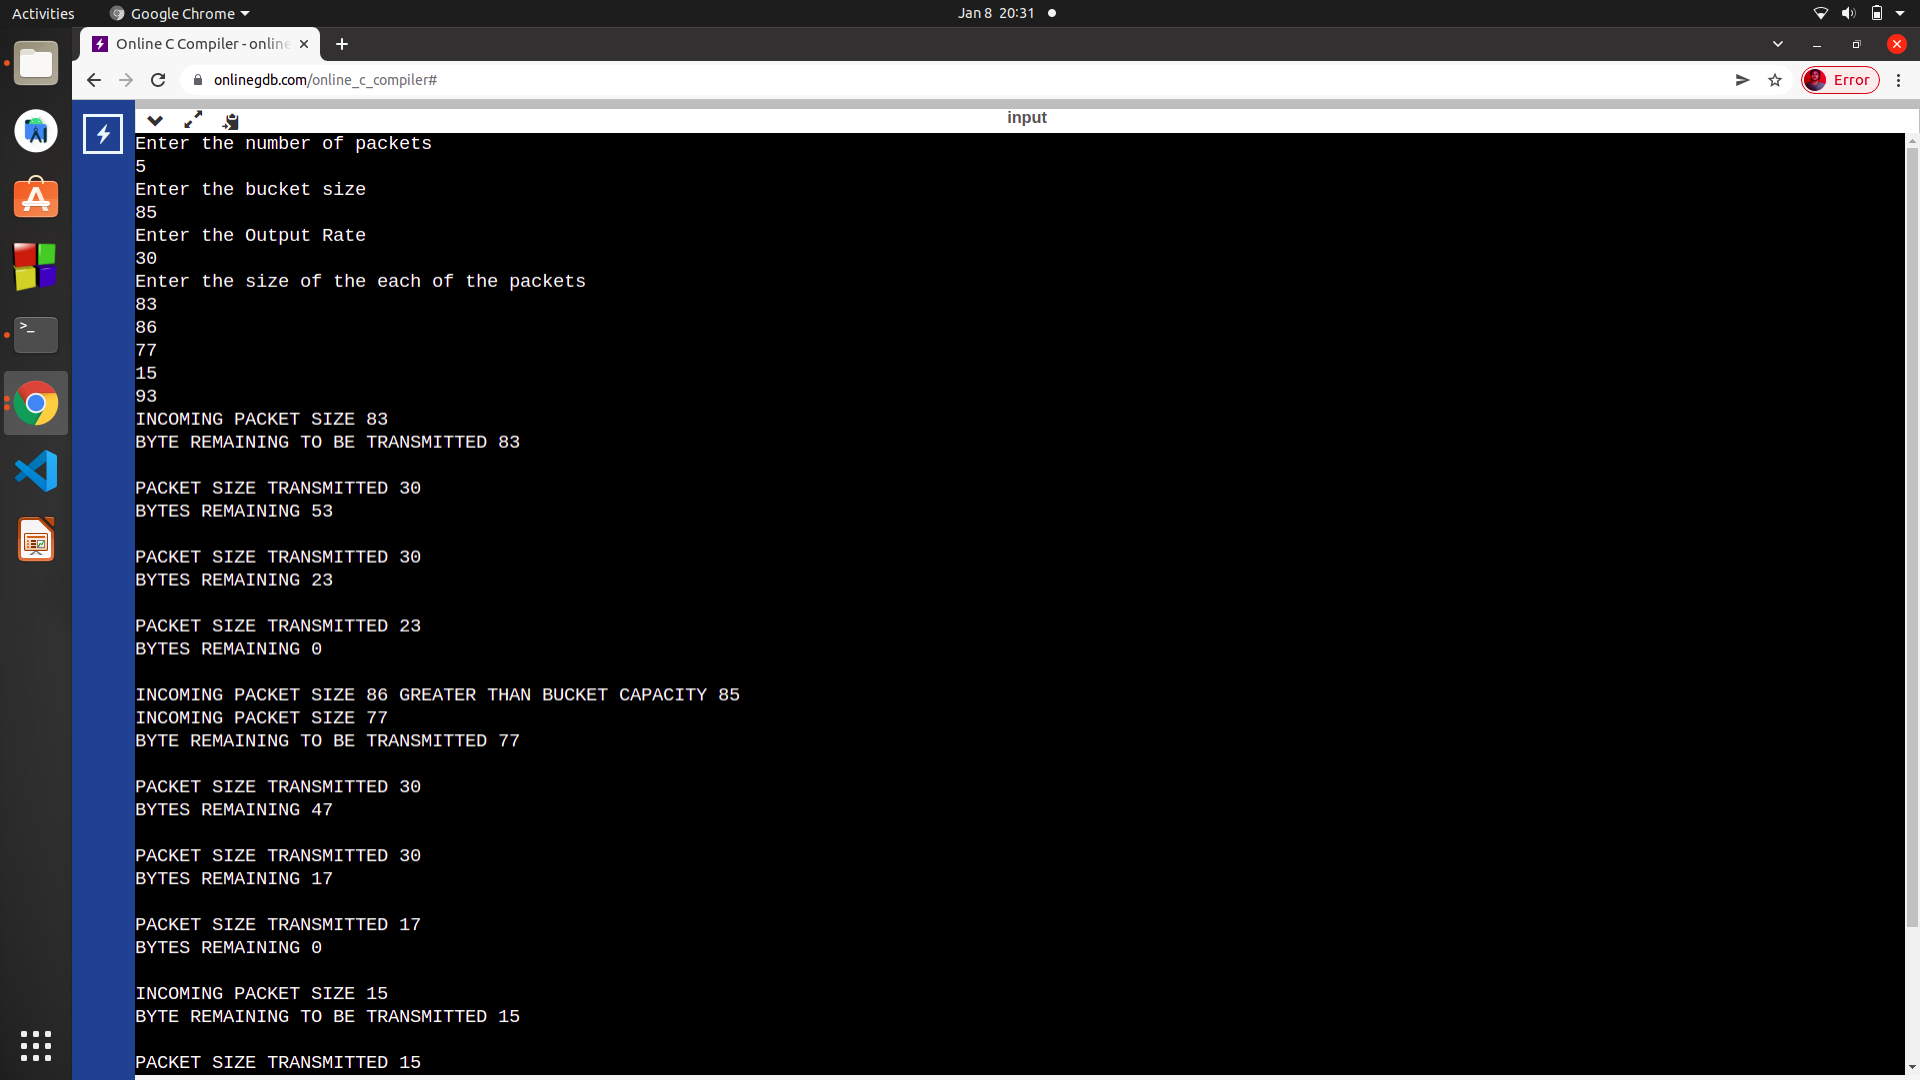 Activities
Google Chrome
Jan 8 20:31
Online C Compiler - online
onlinegdb.com/online_c_compiler#
Error
input
Enter the number of packets
5
Enter the bucket size
85
Enter the Output Rate
30
Enter the size of the each of the packets
83
86
77
15
93
INCOMING PACKET SIZE 83
BYTE REMAINING TO BE TRANSMITTED 83
PACKET SIZE TRANSMITTED 30
BYTES REMAINING 53
PACKET SIZE TRANSMITTED 30
BYTES REMAINING 23
PACKET SIZE TRANSMITTED 23
BYTES REMAINING 0
INCOMING PACKET SIZE 86 GREATER THAN BUCKET CAPACITY 85
INCOMING PACKET SIZE 77
BYTE REMAINING TO BE TRANSMITTED 77
PACKET SIZE TRANSMITTED 30
BYTES REMAINING 47
PACKET SIZE TRANSMITTED 30
BYTES REMAINING 17
PACKET SIZE TRANSMITTED 17
BYTES REMAINING 0
INCOMING PACKET SIZE 15
BYTE REMAINING TO BE TRANSMITTED 15
PACKET SIZE TRANSMITTED 15